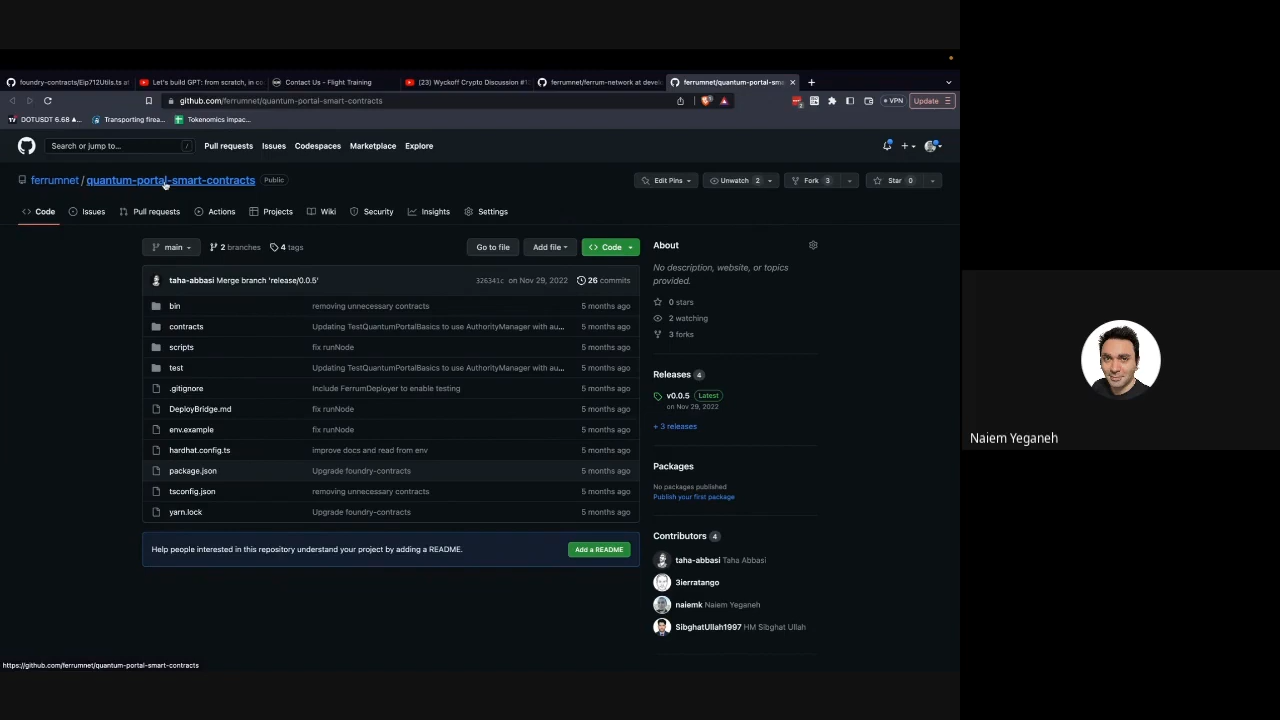 foundry-contracts/Eip712Utils.ts at
Let's build GPT: from scratch, in co
Contact Us - Flight Training
(23) Wyckoff Crypto Discussion #1
ferrumnet/ferrum-network at devel
ferrumnet/quantum-portal-sma
github.com/ferrumnet/quantum-portal-smart-contracts
VPN
Update
DOTUSDT 6.68 ▲...
Transporting firea...
Tokenomics impac...
Search or jump to... /
Pull requests
Issues
Codespaces
Marketplace
Explore
ferrumnet / quantum-portal-smart-contracts Public
Edit Pins
Unwatch 2
Fork 3
Star 0
Code
Issues
Pull requests
Actions
Projects
Wiki
Security
Insights
Settings
main
2 branches
4 tags
Go to file
Add file
Code
taha-abbasi Merge branch 'release/0.0.5' 326341c on Nov 29, 2022 26 commits
bin removing unnecessary contracts 5 months ago
contracts Updating TestQuantumPortalBasics to use AuthorityManager with au... 5 months ago
scripts fix runNode 5 months ago
test Updating TestQuantumPortalBasics to use AuthorityManager with au... 5 months ago
.gitignore Include FerrumDeployer to enable testing 5 months ago
DeployBridge.md fix runNode 5 months ago
env.example fix runNode 5 months ago
hardhat.config.ts improve docs and read from env 5 months ago
package.json Upgrade foundry-contracts 5 months ago
tsconfig.json removing unnecessary contracts 5 months ago
yarn.lock Upgrade foundry-contracts 5 months ago
Help people interested in this repository understand your project by adding a README.
Add a README
About
No description, website, or topics
provided.
0 stars
2 watching
3 forks
Releases 4
v0.0.5 Latest
on Nov 29, 2022
+ 3 releases
Packages
No packages published
Publish your first package
Contributors 4
taha-abbasi Taha Abbasi
3ierratango
naiemk Naiem Yeganeh
SibghatUllah1997 HM Sibghat Ullah
https://github.com/ferrumnet/quantum-portal-smart-contracts
Naiem Yeganeh